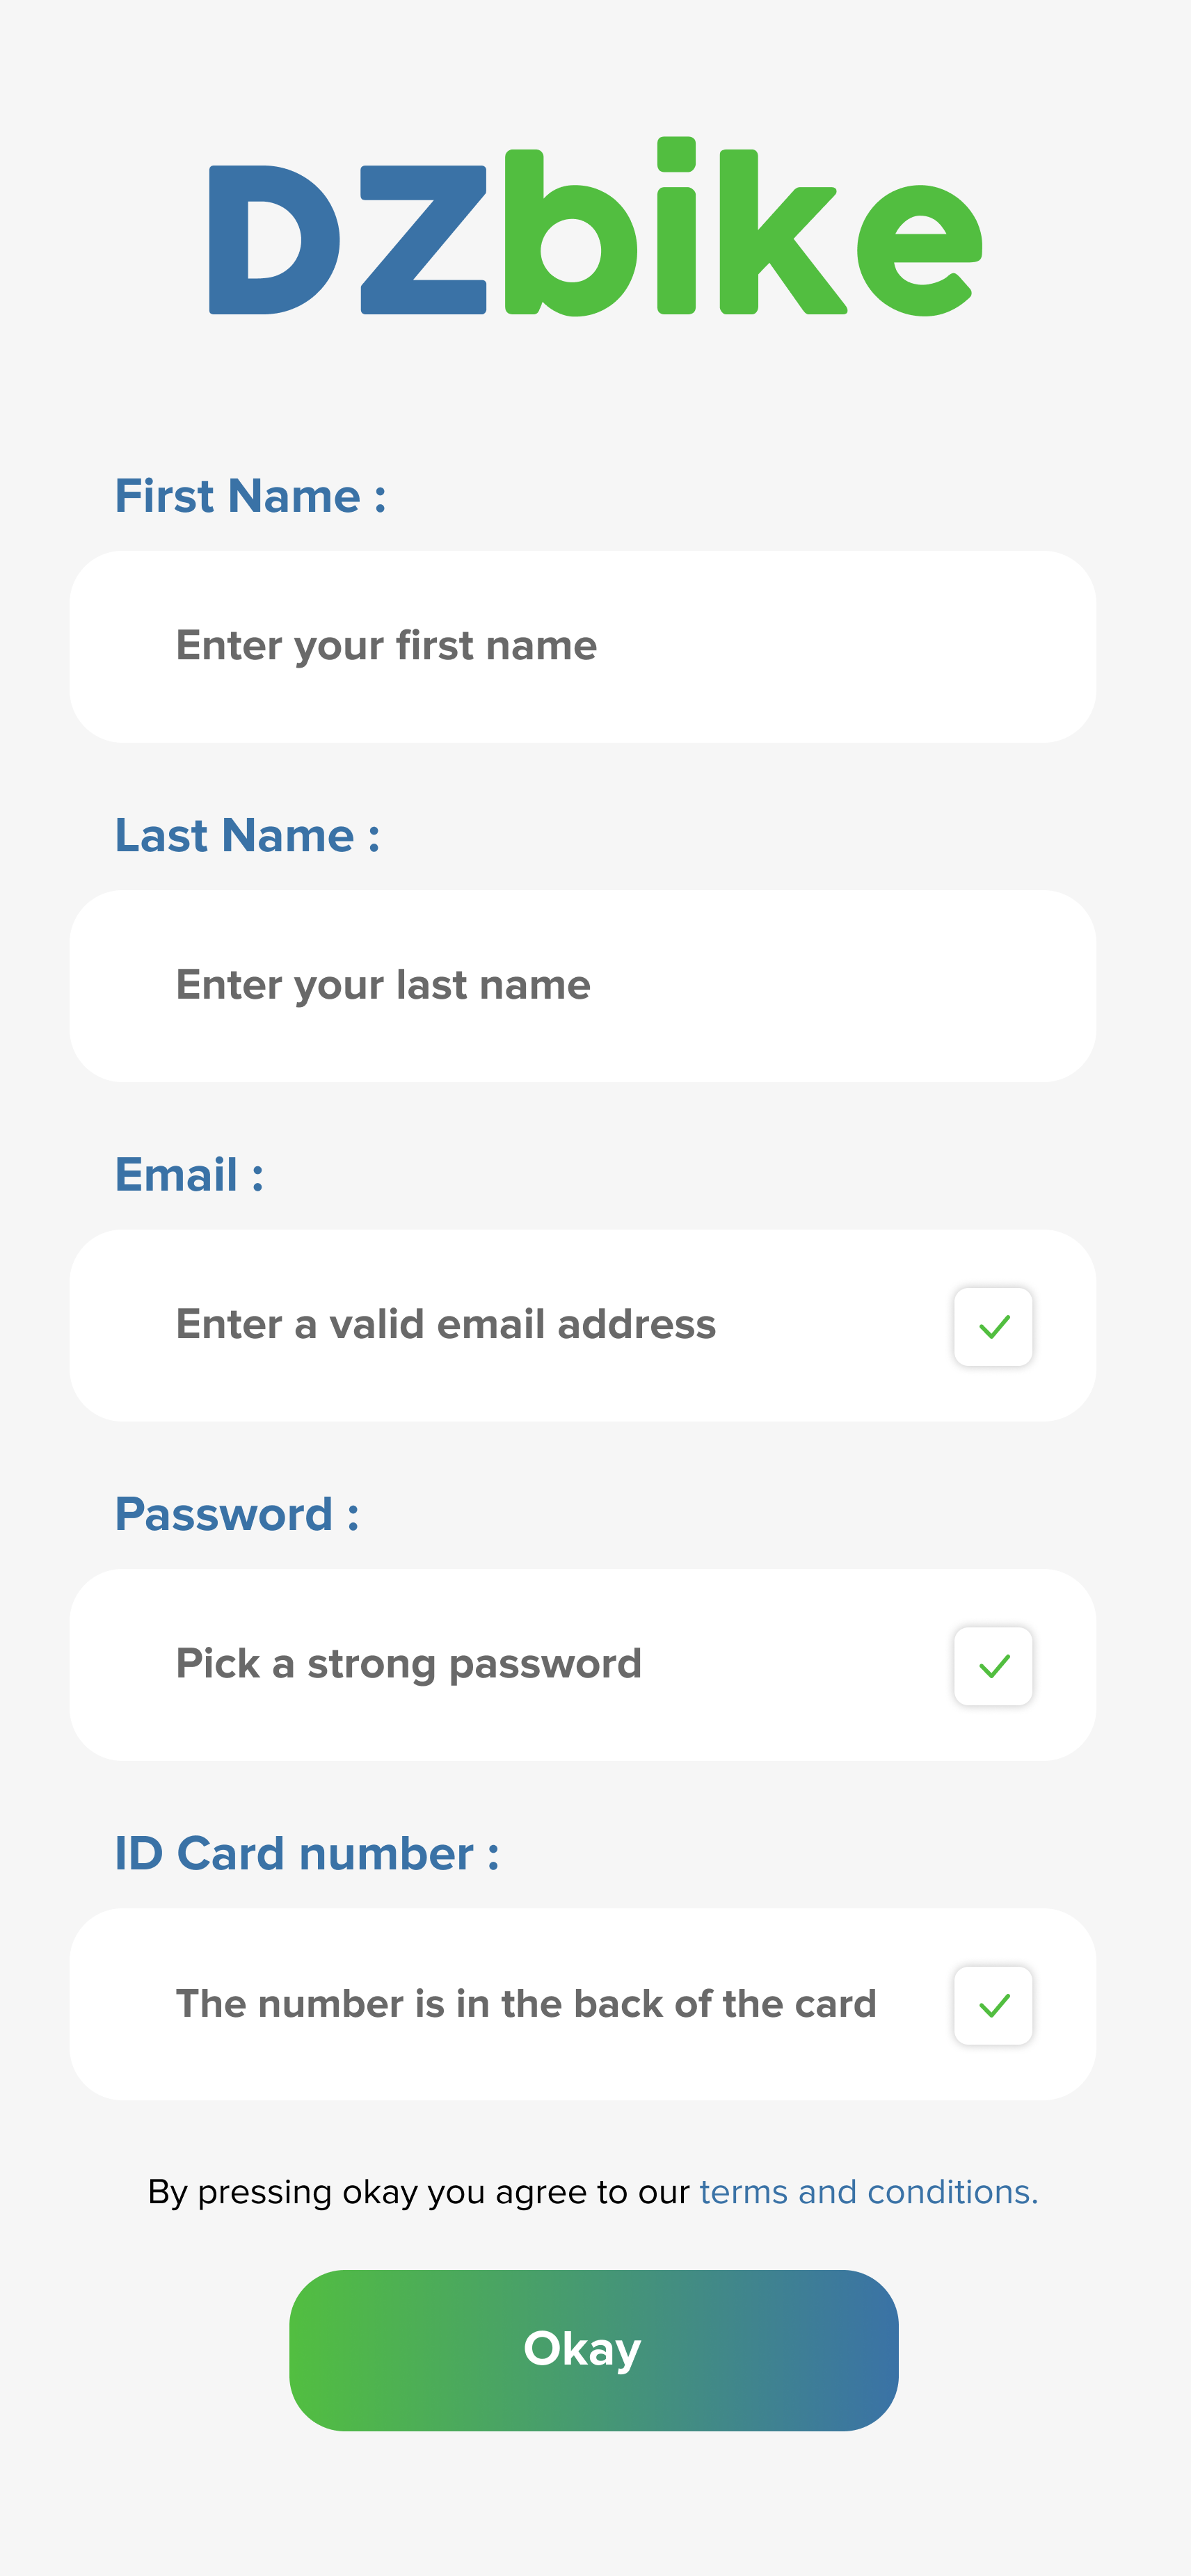 DZbike
First Name :
Enter your first name
Last Name :
Enter your last name
Email :
Enter a valid email address
Password :
Pick a strong password
ID Card number :
The number is in the back of the card
By pressing okay you agree to our terms and conditions.
Okay